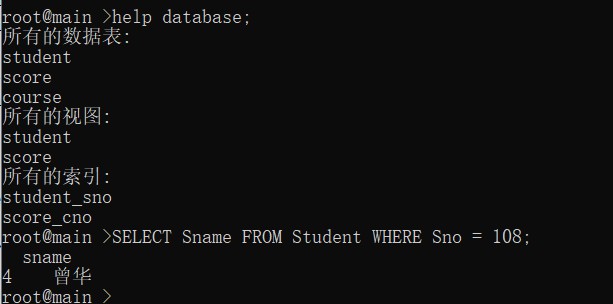 root@main >help database;
所有的数据表:
student
score
course
所有的视图:
student
score
所有的索引:
student_sno
score_cno
root@main >SELECT Sname FROM Student WHERE Sno = 108;
sname
4 曾华
root@main >